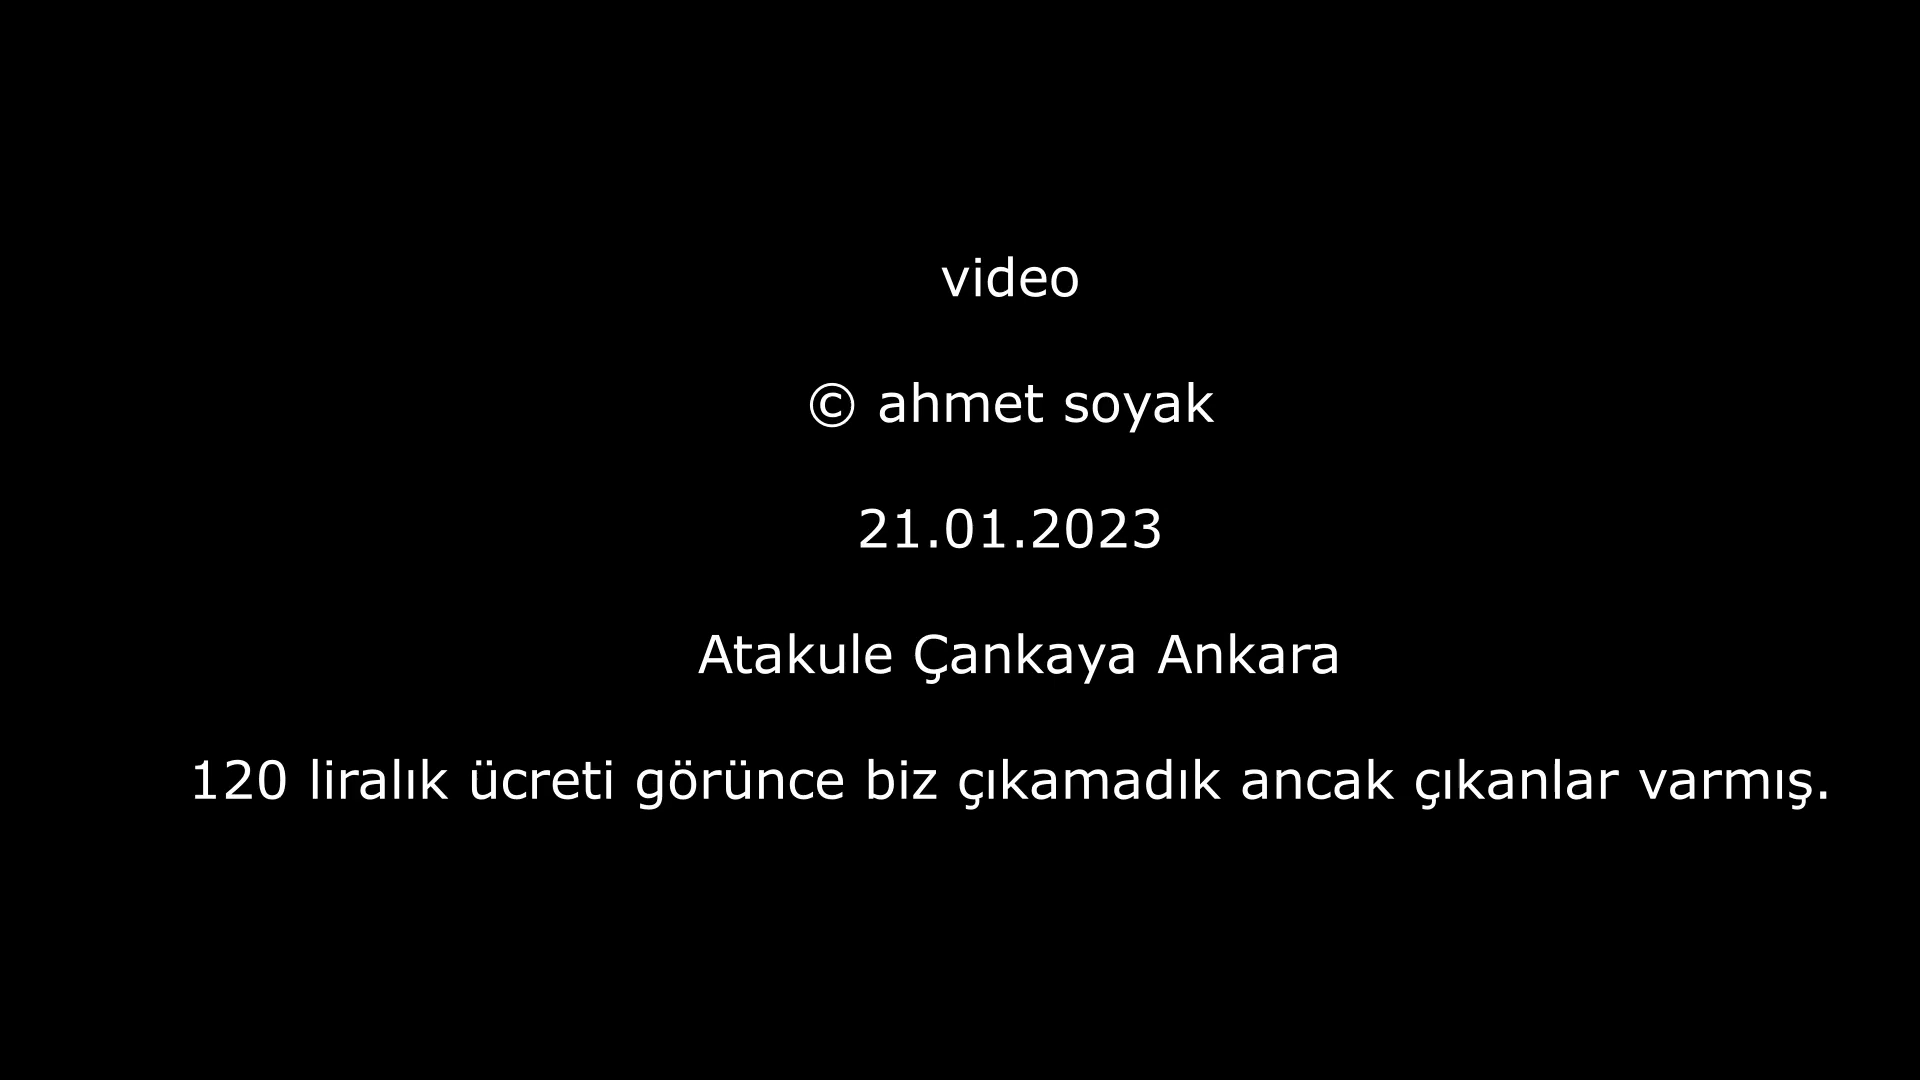 video
© ahmet soyak
21.01.2023
Atakule Çankaya Ankara
120 liralık ücreti görünce biz çıkamadık ancak çıkanlar varmış.